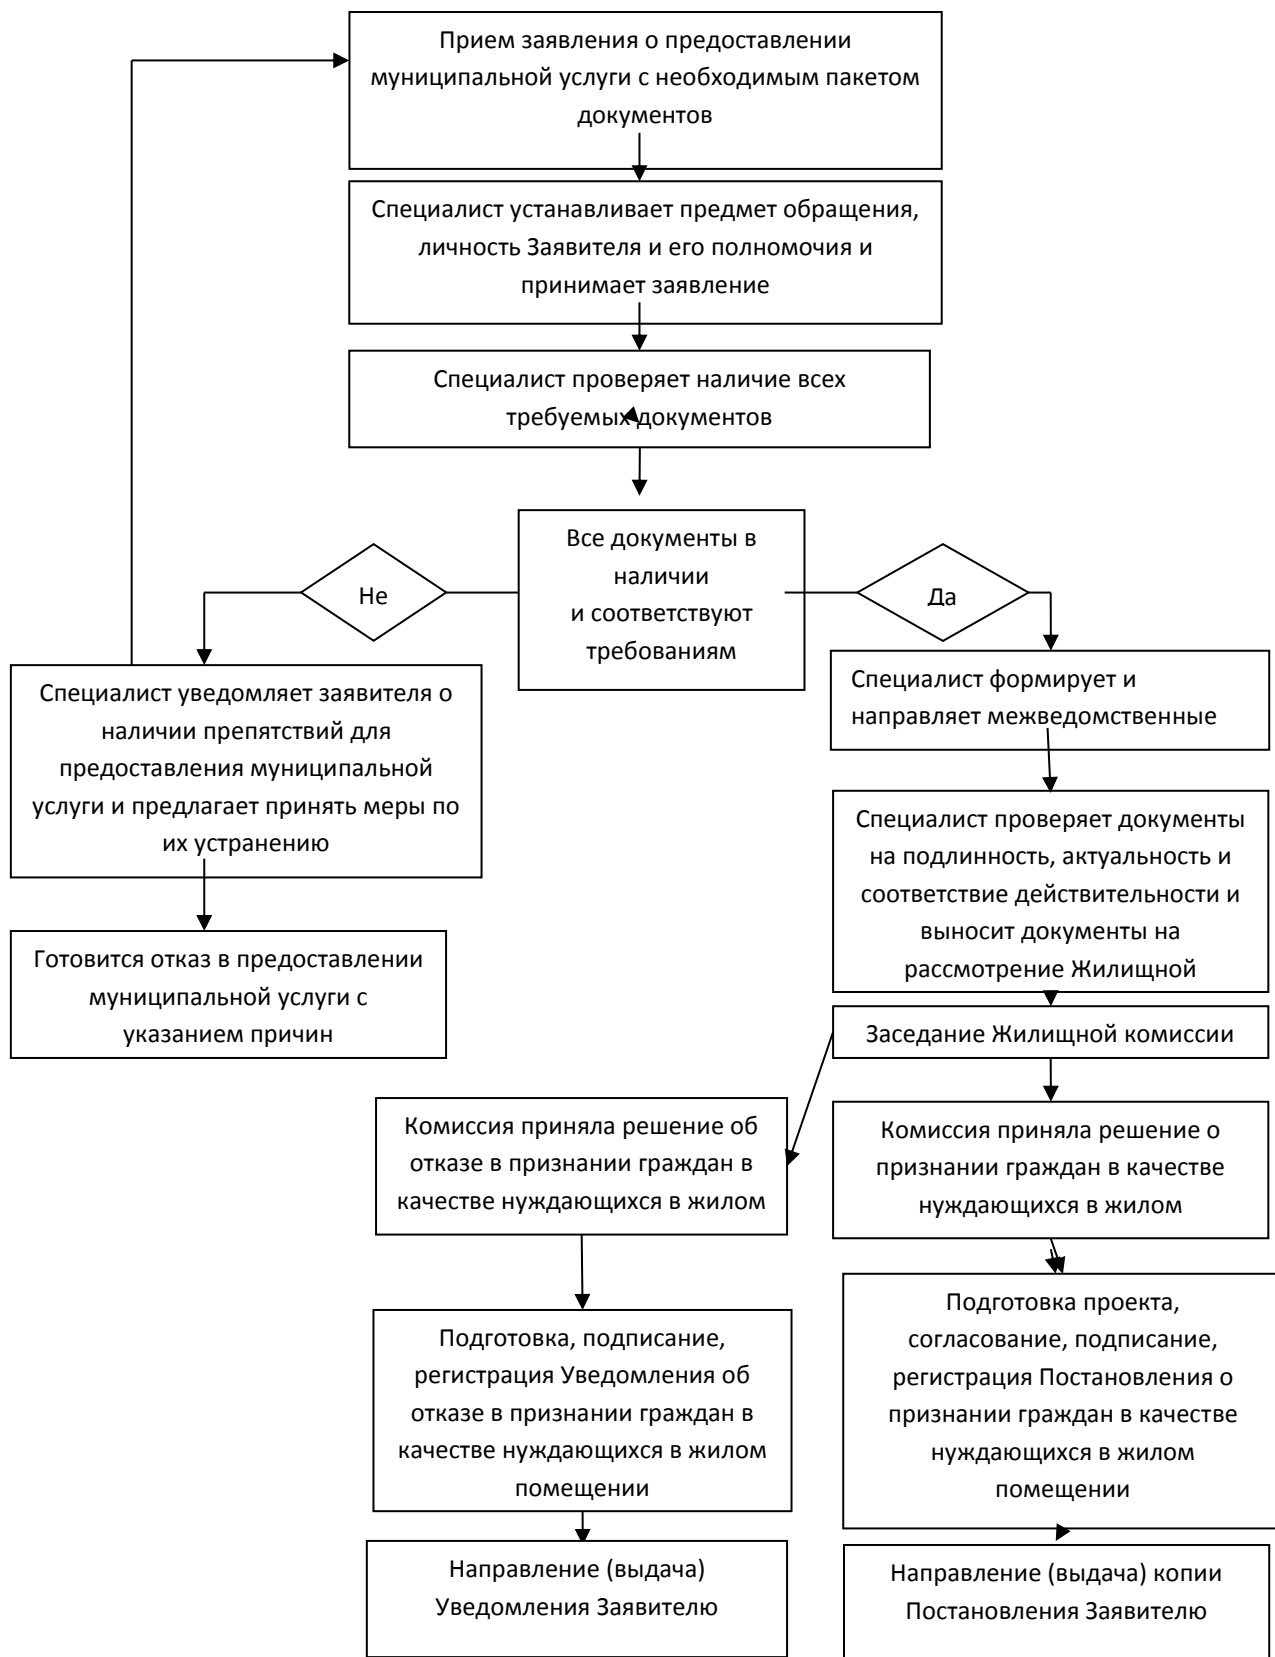 Прием заявления о предоставлении
муниципальной услуги с необходимым пакетом
документов
Специалист устанавливает предмет обращения,
личность Заявителя и его полномочия и
принимает заявление
Специалист проверяет наличие всех
требуемых документов
Все документы в
наличии
и соответствуют
требованиям
Не
Да
Специалист уведомляет заявителя о
наличии препятствий для
предоставления муниципальной
услуги и предлагает принять меры по
их устранению
Готовится отказ в предоставлении
муниципальной услуги с
указанием причин
Специалист формирует и
направляет межведомственные
Специалист проверяет документы
на подлинность, актуальность и
соответствие действительности и
выносит документы на
рассмотрение Жилищной
Заседание Жилищной комиссии
Комиссия приняла решение об
отказе в признании граждан в
качестве нуждающихся в жилом
Комиссия приняла решение о
признании граждан в качестве
нуждающихся в жилом
Подготовка, подписание,
регистрация Уведомления об
отказе в признании граждан в
качестве нуждающихся в жилом
помещении
Подготовка проекта,
согласование, подписание,
регистрация Постановления о
признании граждан в качестве
нуждающихся в жилом
помещении
Направление (выдача)
Уведомления Заявителю
Направление (выдача) копии
Постановления Заявителю